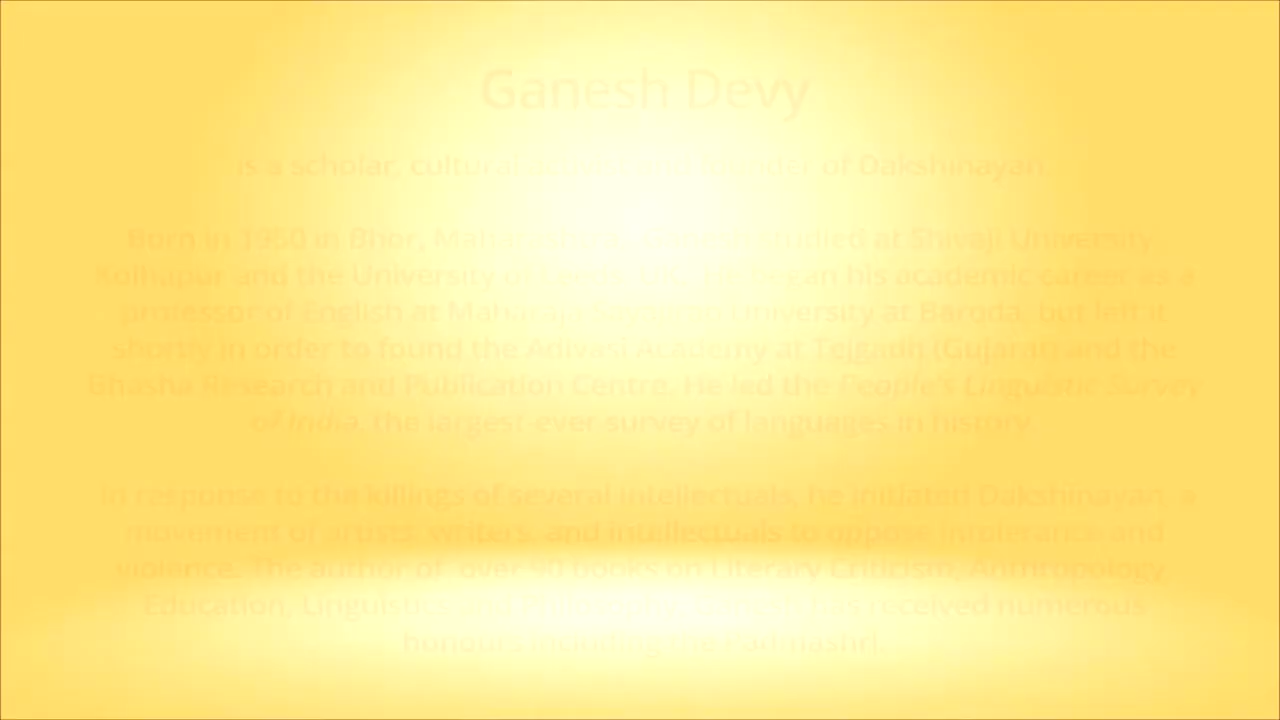 Ganesh Devy
is a scholar, cultural and of Dakshinayan
Born in 1950 in Bhor, studied at Shivaji University,
Kolhapur and the University of his academic career as a
professor of English at University at Baroda, but left it
shortly in order to found the Adivasi Academy at Tejgadh (Gujarat) and the
Bhasha Research and Publication Centre. He led the People's Linguistic Survey
of India, the largest-ever survey of languages in history.
In response to the killings of several intellectuals, he initiated Dakshinayan, a
movement of artists, writers, and intellectuals to oppose intolerance and
violence. The author of over 90 books on Literary Criticism, Anthropology,
Education, Linguistics has received numerous
honours including the Padmashri.